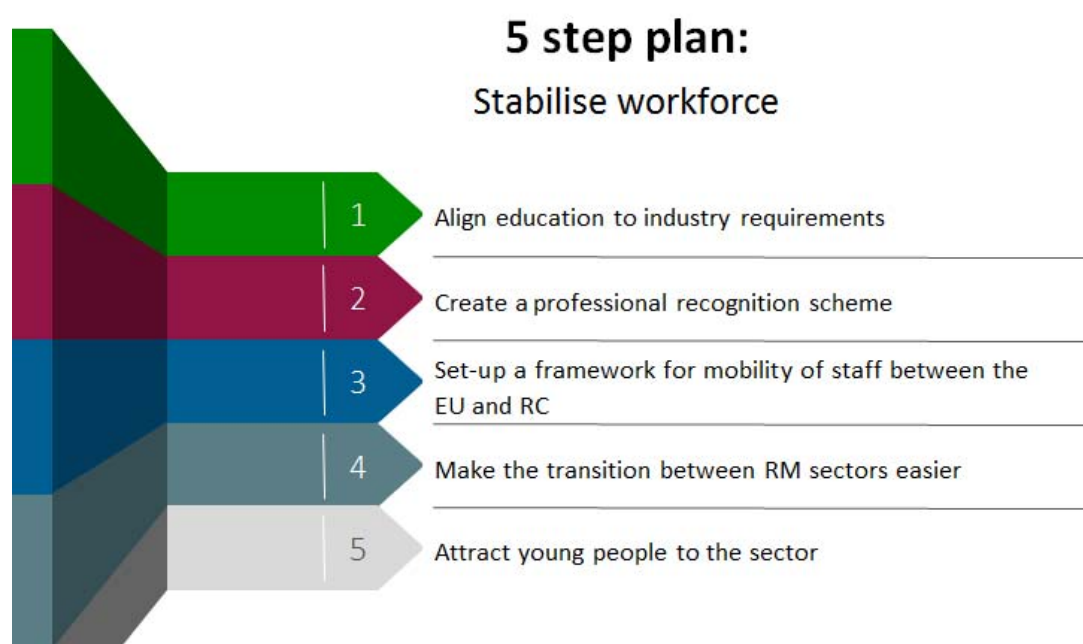 5 step plan:
Stabilise workforce
1
Align education to industry requirements
2
Create a professional recognition scheme
3
Set-up a framework for mobility of staff between the
EU and RC
4
Make the transition between RM sectors easier
5
Attract young people to the sector